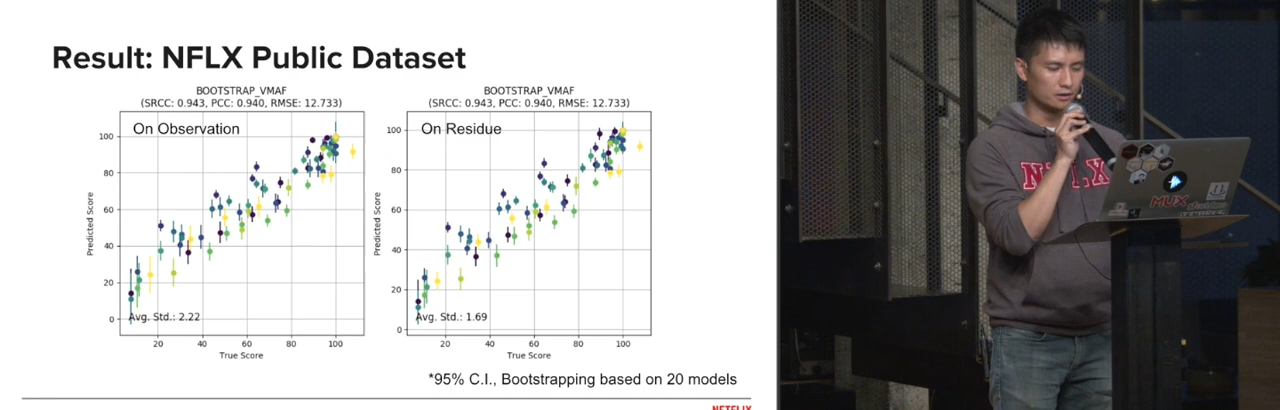 Result: NFLX Public Dataset
BOOTSTRAP_VMAF
(SRCC: 0.943, PCC: 0.940, RMSE: 12.733)
On Observation
Predicted Score
100
80
60
40
20
0
Avg. Std.: 2.22
20 40 60 80 100
True Score
BOOTSTRAP_VMAF
(SRCC: 0.943, PCC: 0.940, RMSE: 12.733)
On Residue
Predicted Score
100
80
60
40
20
0
Avg. Std.: 1.69
20 40 60 80 100
True Score
*95% C.I., Bootstrapping based on 20 models
NETFLIX
MUX